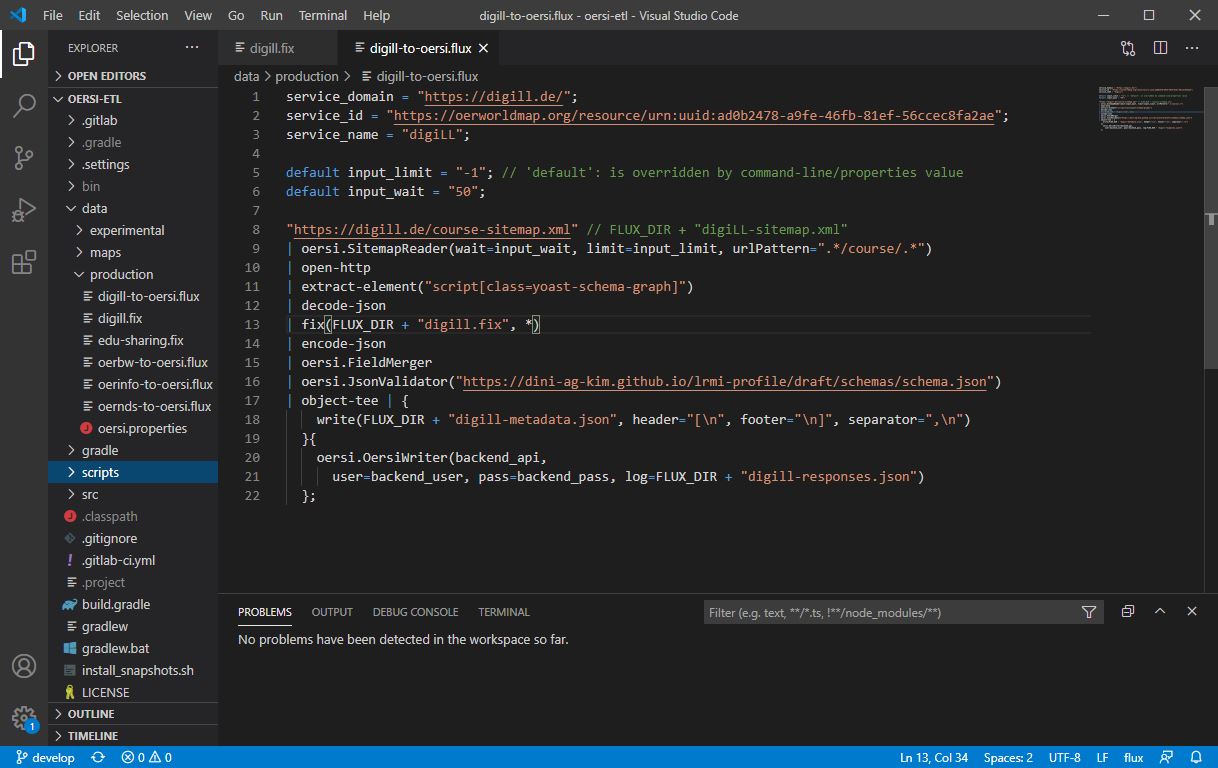 File Edit Selection View Go Run Terminal Help digill-to-oersi.flux - oersi-etl - Visual Studio Code
EXPLORER
OPEN EDITORS
OERSI-ETL
.gitlab
.gradle
.settings
bin
data
experimental
maps
production
digill-to-oersi.flux
digill.fix
edu-sharing.fix
oerbw-to-oersi.flux
oerinfo-to-oersi.flux
oernds-to-oersi.flux
oersi.properties
gradle
scripts
src
.classpath
.gitignore
.gitlab-ci.yml
.project
build.gradle
gradlew
gradlew.bat
install_snapshots.sh
LICENSE
OUTLINE
TIMELINE
digill.fix digill-to-oersi.flux
data > production > digill-to-oersi.flux
1 service_domain = "https://digill.de/";
2 service_id = "http://oerworldmap.org/resource/urn:uuid:ad0b2478-a9fe-46fb-81ef-56ccec8fa2ae";
3 service_name = "digiLL";
4
5 default input_limit = "-1"; // 'default': is overridden by command-line/properties value
6 default input_wait = "50";
7
8 "https://digill.de/course-sitemap.xml" // FLUX_DIR + "digiLL-sitemap.xml"
9 | oersi.SitemapReader(wait=input_wait, limit=input_limit, urlPattern=".*/course/.*")
10 | open-http
11 | extract-element("script[class=yoast-schema-graph]")
12 | decode-json
13 | fix(FLUX_DIR + "digill.fix", *)
14 | encode-json
15 | oersi.FieldMerger
16 | oersi.JsonValidator("https://dini-ag-kim.github.io/lrmi-profile/draft/schemas/schema.json")
17 | object-tee | {
18 write(FLUX_DIR + "digill-metadata.json", header="[\n", footer="\n]", separator=",\n")
19 }{
20 oersi.OersiWriter(backend_api,
21 user=backend_user, pass=backend_pass, log=FLUX_DIR + "digill-responses.json")
22 };
PROBLEMS OUTPUT DEBUG CONSOLE TERMINAL Filter (e.g. text, **/*.ts, !**/node_modules/**)
No problems have been detected in the workspace so far.
1
develop 0 0 Ln 13, Col 34 Spaces: 2 UTF-8 LF flux